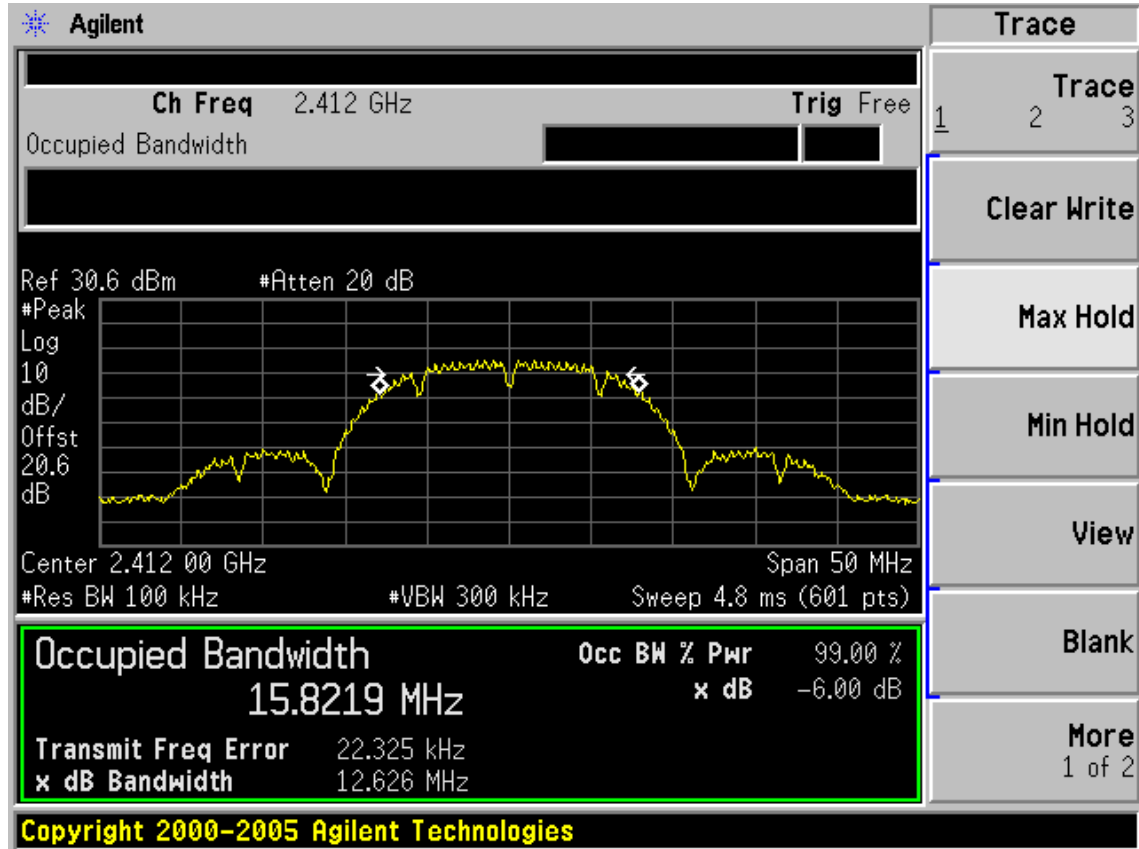 Agilent
Trace
Ch Freq 2.412 GHz Trig Free
Occupied Bandwidth
Trace
1 2 3
Clear Write
Ref 30.6 dBm #Atten 20 dB
#Peak
Log
10
dB/
Offst
20.6
dB
Max Hold
Min Hold
View
Center 2.412 00 GHz Span 50 MHz
#Res BW 100 kHz #VBW 300 kHz Sweep 4.8 ms (601 pts)
Occupied Bandwidth
15.8219 MHz
Occ BW % Pwr 99.00 %
x dB -6.00 dB
Transmit Freq Error 22.325 kHz
x dB Bandwidth 12.626 MHz
Blank
More
1 of 2
Copyright 2000-2005 Agilent Technologies